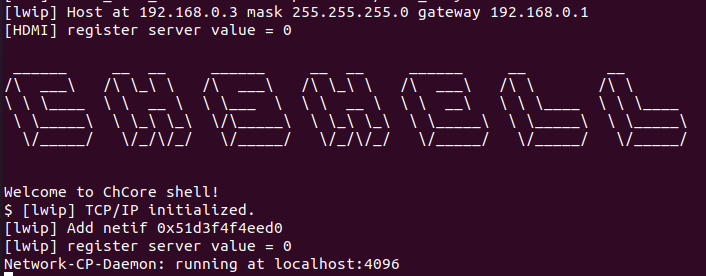 [lwip] Host at 192.168.0.3 mask 255.255.255.0 gateway 192.168.0.1
[HDMI] register server value = 0
CHCHELL
Welcome to ChCore shell!
$ [lwip] TCP/IP initialized.
[lwip] Add netif 0x51d3f4f4eed0
[lwip] register server value = 0
Network-CP-Daemon: running at localhost:4096